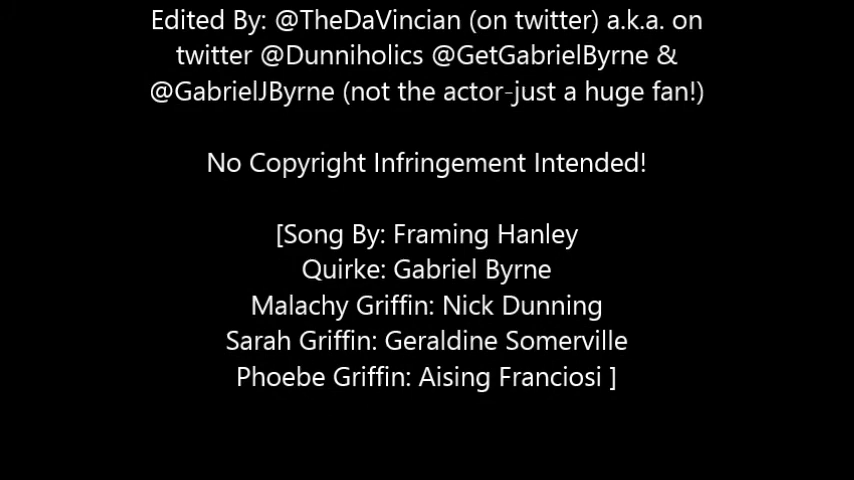 Edited By: @TheDaVincian (on twitter) a.k.a. on
twitter @Dunniholics @GetGabrielByrne &
@GabrielJByrne (not the actor-just a huge fan!)
No Copyright Infringement Intended!
[Song By: Framing Hanley
Quirke: Gabriel Byrne
Malachy Griffin: Nick Dunning
Sarah Griffin: Geraldine Somerville
Phoebe Griffin: Aising Franciosi ]